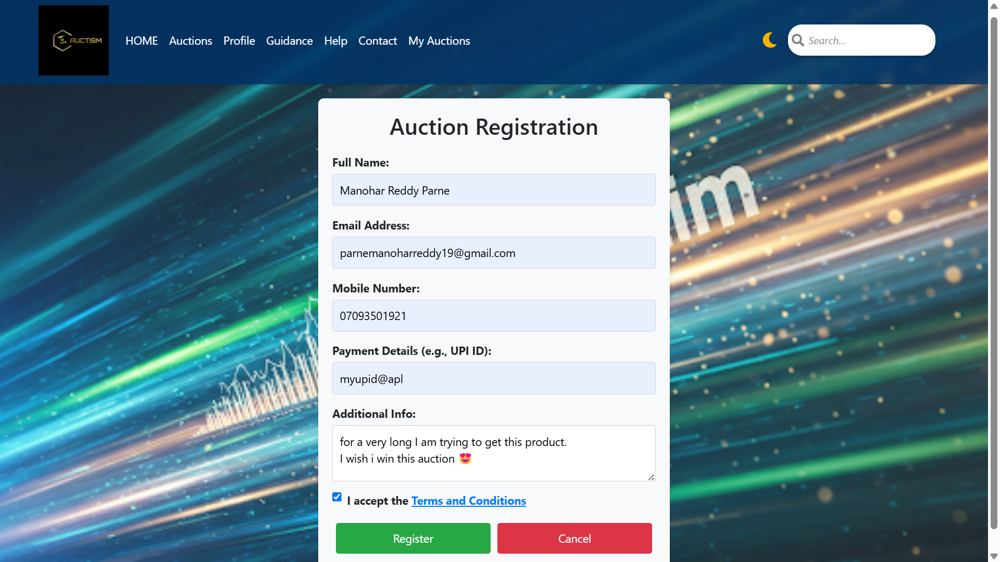 AUCTISM
HOME Auctions Profile Guidance Help Contact My Auctions
Search...
im
Auction Registration
Full Name:
Manohar Reddy Parne
Email Address:
parnemanoharreddy19@gmail.com
Mobile Number:
07093501921
Payment Details (e.g., UPI ID):
myupid@apl
Additional Info:
for a very long I am trying to get this product.
I wish i win this auction 😍
I accept the Terms and Conditions
Register Cancel